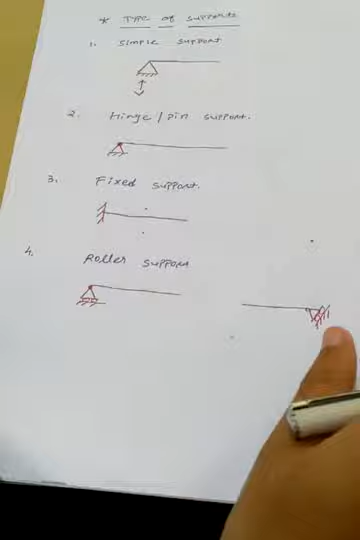 * Type of supports
1. Simple support
2. Hinge / pin support.
3. Fixed support.
4. Roller support